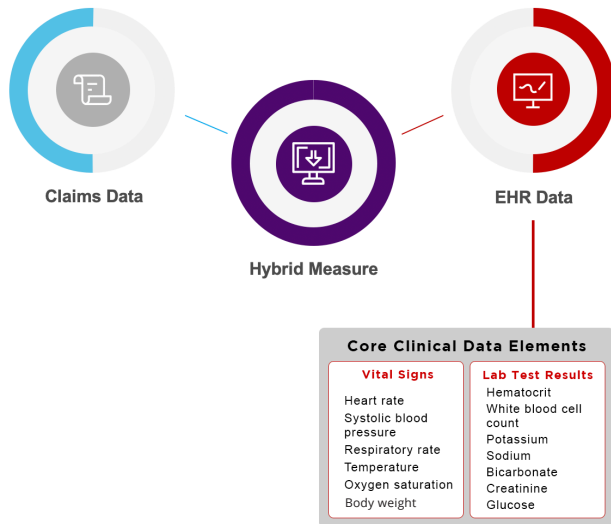 Claims Data
EHR Data
Hybrid Measure
Core Clinical Data Elements
Vital Signs
Heart rate
Systolic blood
pressure
Respiratory rate
Temperature
Oxygen saturation
Body weight
Lab Test Results
Hematocrit
White blood cell
count
Potassium
Sodium
Bicarbonate
Creatinine
Glucose